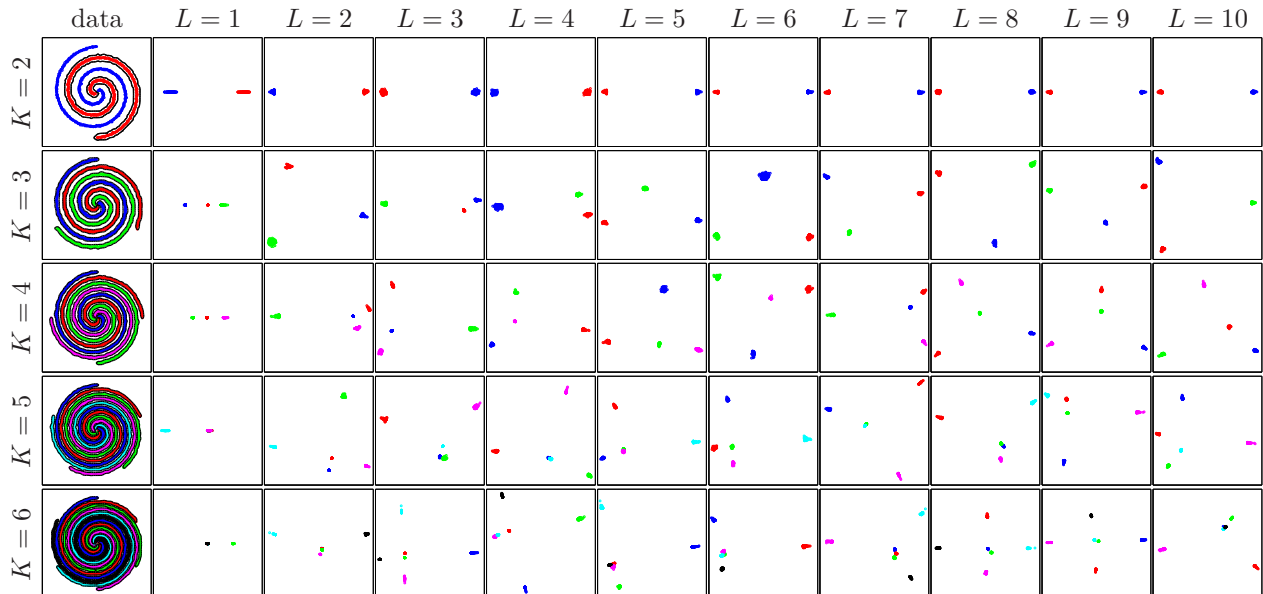 data L = 1 L = 2 L = 3 L = 4 L = 5 L = 6 L = 7 L = 8 L = 9 L = 10
K = 2
K = 3
K = 4
K = 5
K = 6